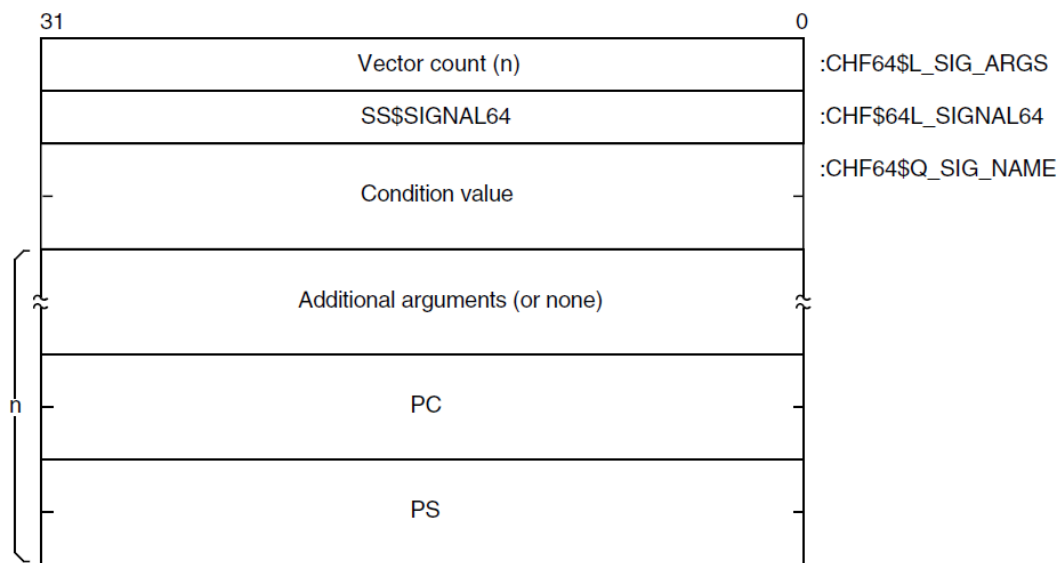 31 0
Vector count (n) :CHF64$L_SIG_ARGS
SS$SIGNAL64 :CHF$64L_SIGNAL64
:CHF64$Q_SIG_NAME
Condition value
Additional arguments (or none)
n PC
PS